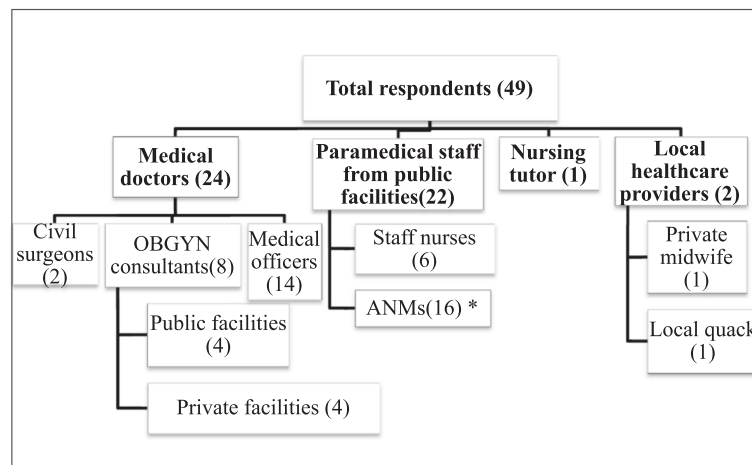 Total respondents (49)
Medical
doctors (24)
Paramedical staff
from public
facilities(22)
Nursing
tutor (1)
Local
healthcare
providers (2)
Civil
surgeons
(2)
OBGYN
consultants(8)
Medical
officers
(14)
Public facilities
(4)
Private facilities (4)
Staff nurses
(6)
ANMs(16) *
Private
midwife
(1)
Local quack
(1)